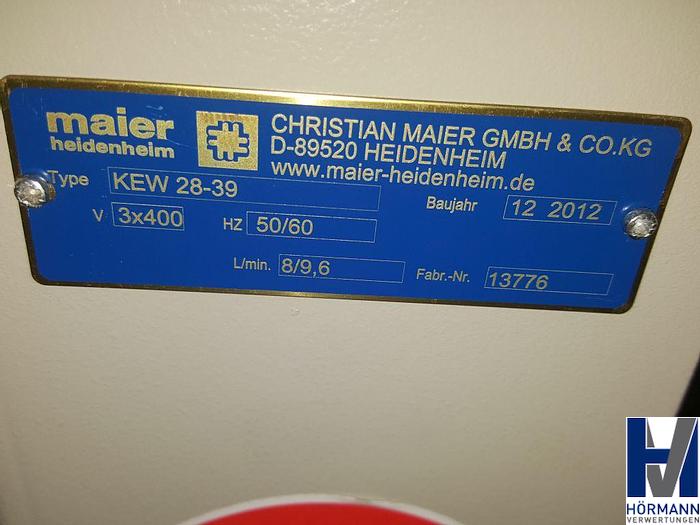 maier
heidenheim
CHRISTIAN MAIER GMBH & CO.KG
D-89520 HEIDENHEIM
www.maier-heidenheim.de
Type KEW 28-39
Baujahr 12 2012
V 3x400 HZ 50/60
L/min. 8/9,6 Fabr.-Nr. 13776
HV
HÖRMANN
VERWERTUNGEN